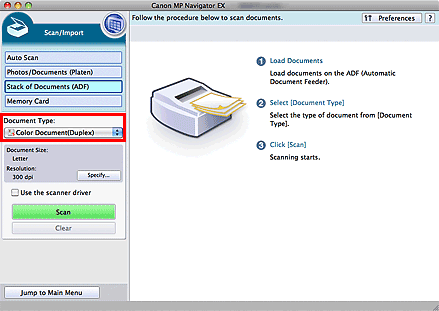 Canon MP Navigator EX
Scan/Import
Follow the procedure below to scan documents.
Preferences
?
Auto Scan
Photos/Documents (Platen)
Stack of Documents (ADF)
Memory Card
Document Type:
Color Document(Duplex)
Document Size:
Letter
Resolution:
300 dpi
Specify...
Use the scanner driver
Scan
Clear
Jump to Main Menu
1 Load Documents
Load documents on the ADF (Automatic
Document Feeder).
2 Select [Document Type]
Select the type of document from [Document
Type].
3 Click [Scan]
Scanning starts.